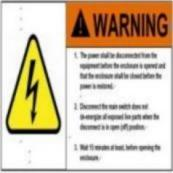 WARNING
1. The power shall be disconnected from the
equipment before the enclosure is opened and
that the enclosure shall be closed before the
power is restored.
2. Disconnect the main switch does not
de-energize all exposed live parts when the
disconnect is in open (off) position.
3. Wait 15 minutes at least, before opening the
enclosure.